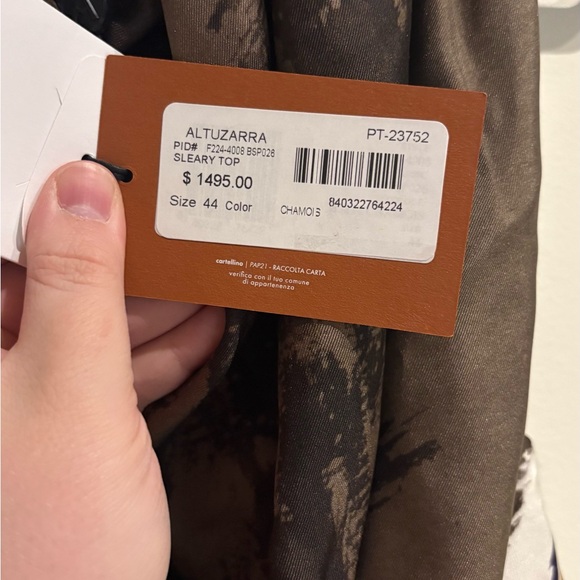 ALTUZARRA PT-23752
PID# F224-4008 BSP026
SLEARY TOP
$ 1495.00
Size 44 Color CHAMOIS 840322764224
cartellino | PAP21 - RACCOLTA CARTA
verifica con il tuo comune
di appartenenza